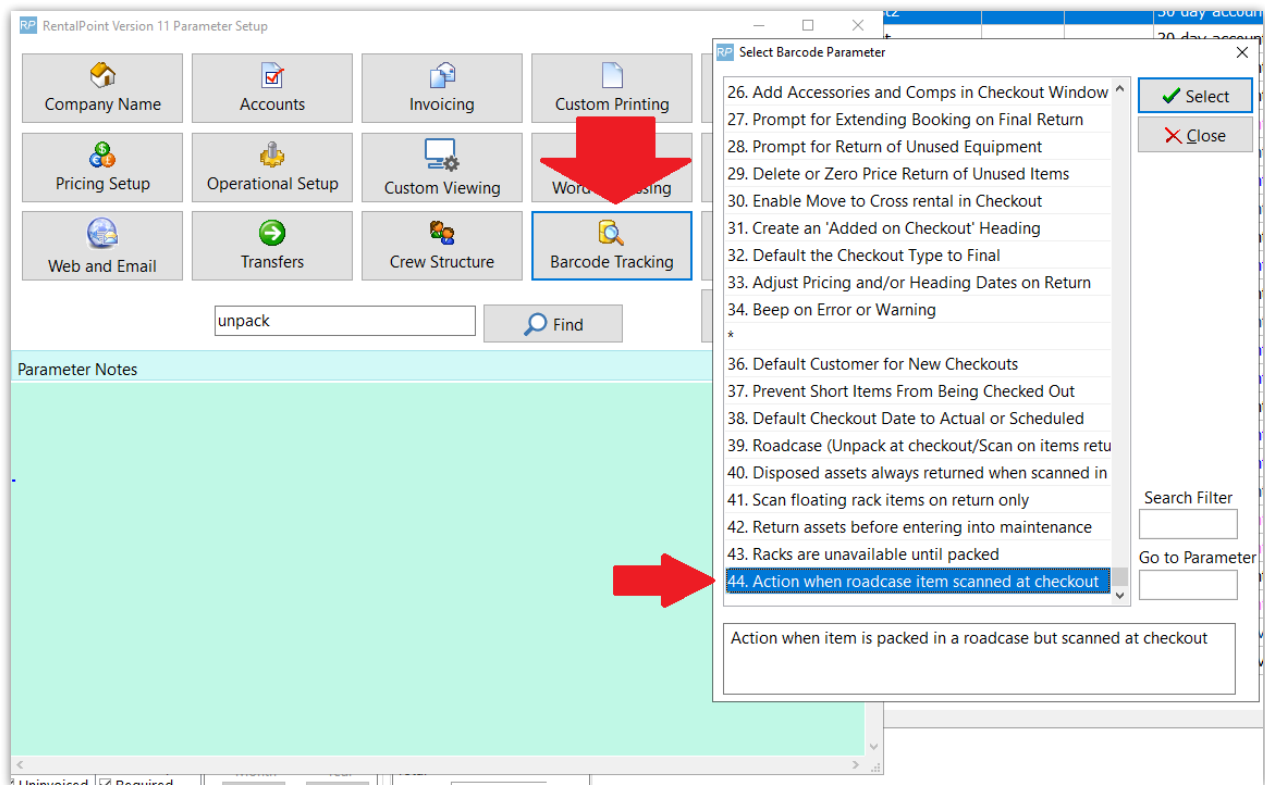 RP RentalPoint Version 11 Parameter Setup
Company Name
Accounts
Invoicing
Custom Printing
Pricing Setup
Operational Setup
Custom Viewing
Web and Email
Transfers
Crew Structure
Barcode Tracking
unpack
Find
Parameter Notes
30 day accoun
RP Select Barcode Parameter
26. Add Accessories and Comps in Checkout Window
27. Prompt for Extending Booking on Final Return
28. Prompt for Return of Unused Equipment
29. Delete or Zero Price Return of Unused Items
30. Enable Move to Cross rental in Checkout
31. Create an 'Added on Checkout' Heading
32. Default the Checkout Type to Final
33. Adjust Pricing and/or Heading Dates on Return
34. Beep on Error or Warning
*
36. Default Customer for New Checkouts
37. Prevent Short Items From Being Checked Out
38. Default Checkout Date to Actual or Scheduled
39. Roadcase (Unpack at checkout/Scan on items retu
40. Disposed assets always returned when scanned in
41. Scan floating rack items on return only
42. Return assets before entering into maintenance
43. Racks are unavailable until packed
44. Action when roadcase item scanned at checkout
Select
Close
Search Filter
Go to Parameter
Action when item is packed in a roadcase but scanned at checkout
Uninvoiced
Required